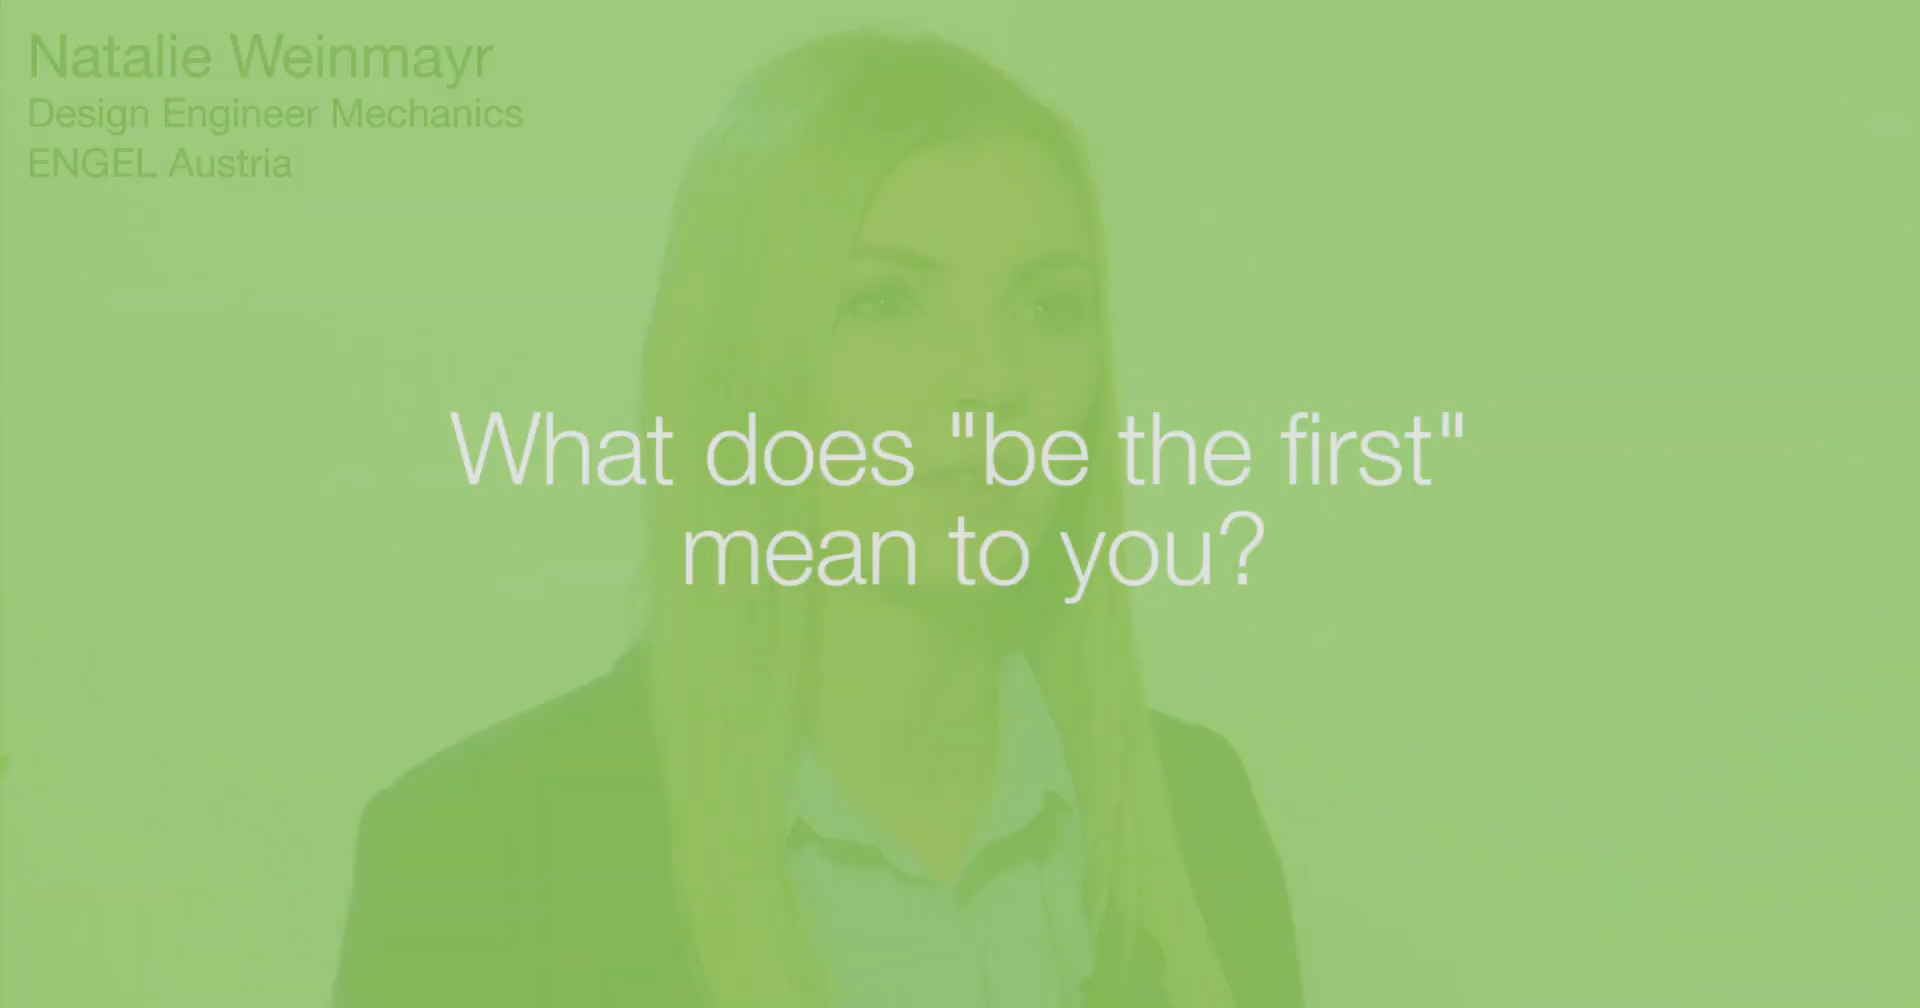 Natalie Weinmayr
Design Engineer Mechanics
ENGEL Austria
What does "be the first"
mean to you?